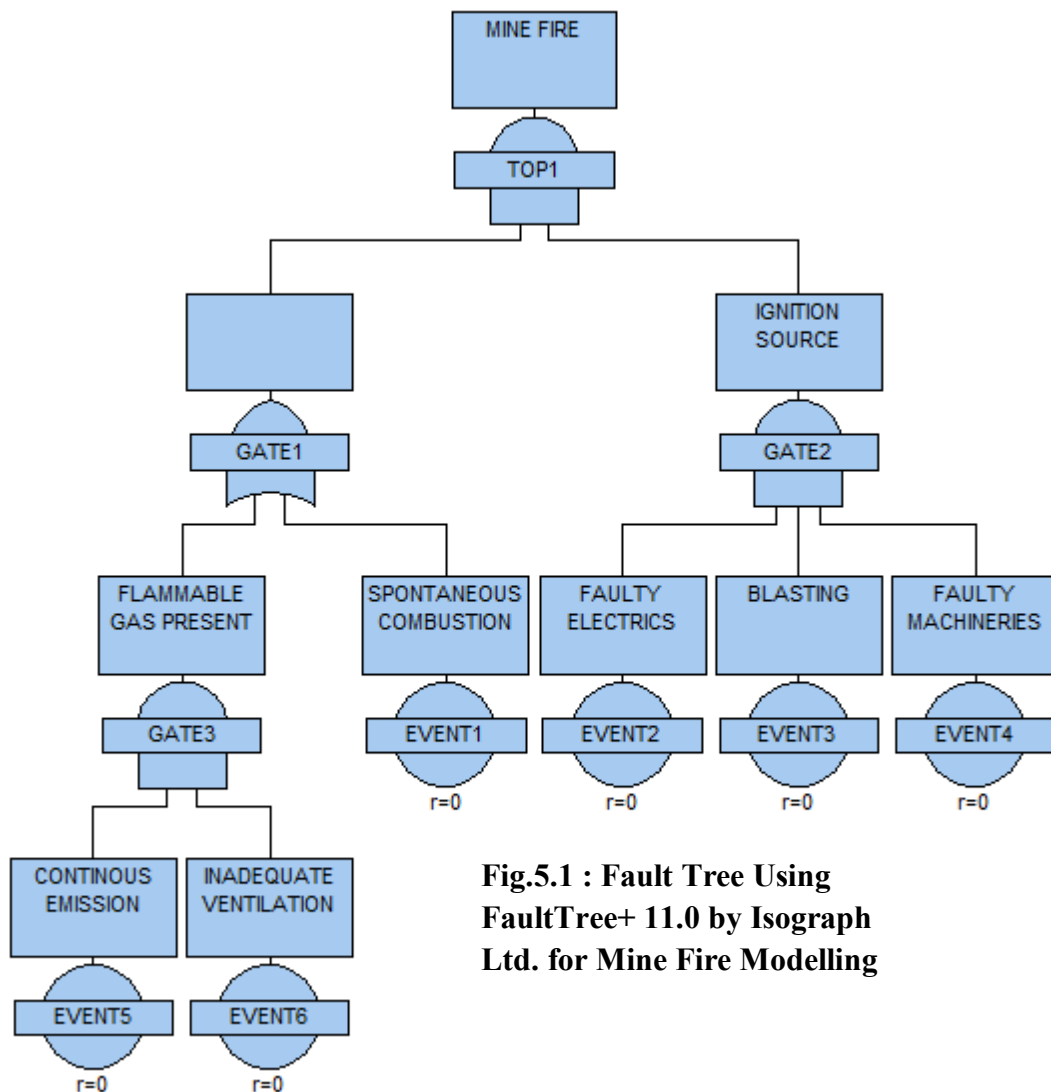 MINE FIRE
TOP1
IGNITION
SOURCE
GATE1
GATE2
FLAMMABLE
GAS PRESENT
SPONTANEOUS
COMBUSTION
FAULTY
ELECTRICS
BLASTING
FAULTY
MACHINERIES
GATE3
EVENT1
EVENT2
EVENT3
EVENT4
r=0
r=0
r=0
r=0
CONTINOUS
EMISSION
INADEQUATE
VENTILATION
EVENT5
EVENT6
r=0
r=0
Fig.5.1 : Fault Tree Using
FaultTree+ 11.0 by Isograph
Ltd. for Mine Fire Modelling